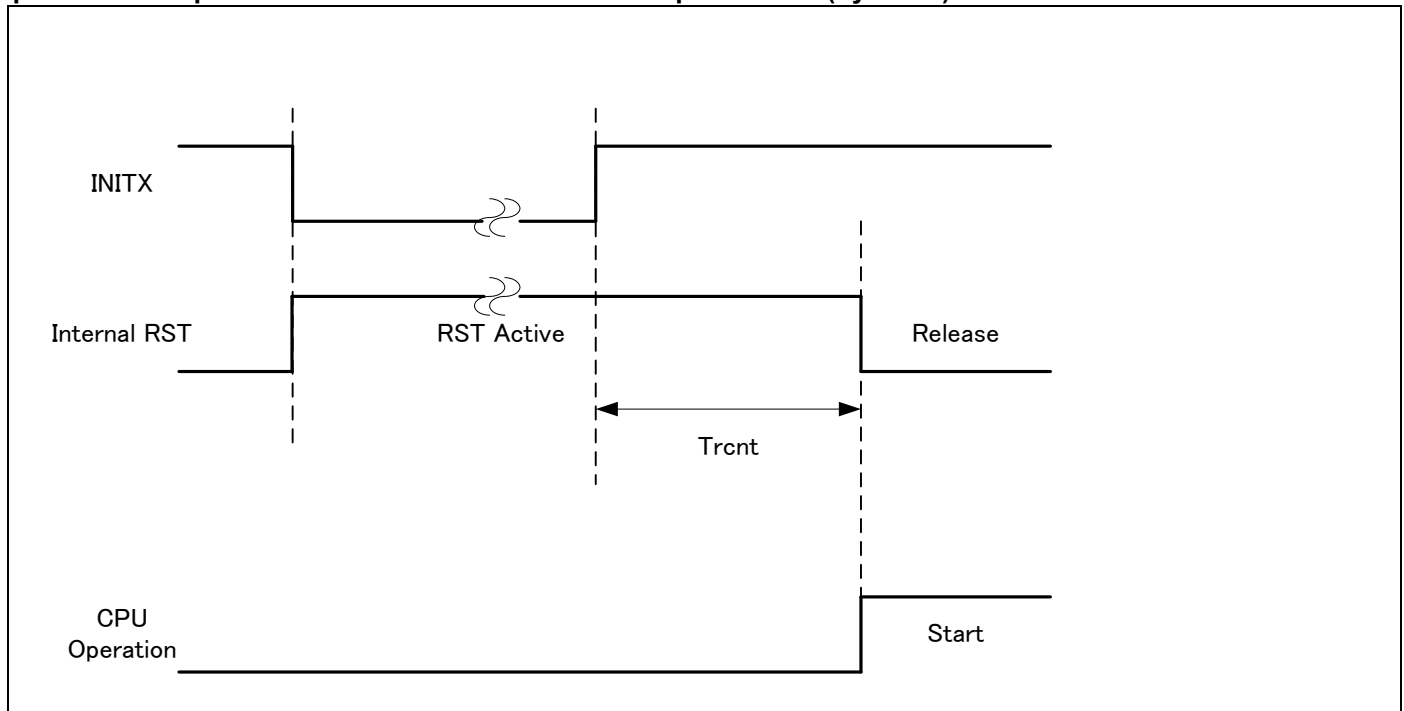 INITX
Internal RST
RST Active
Release
Trcnt
CPU
Operation
Start